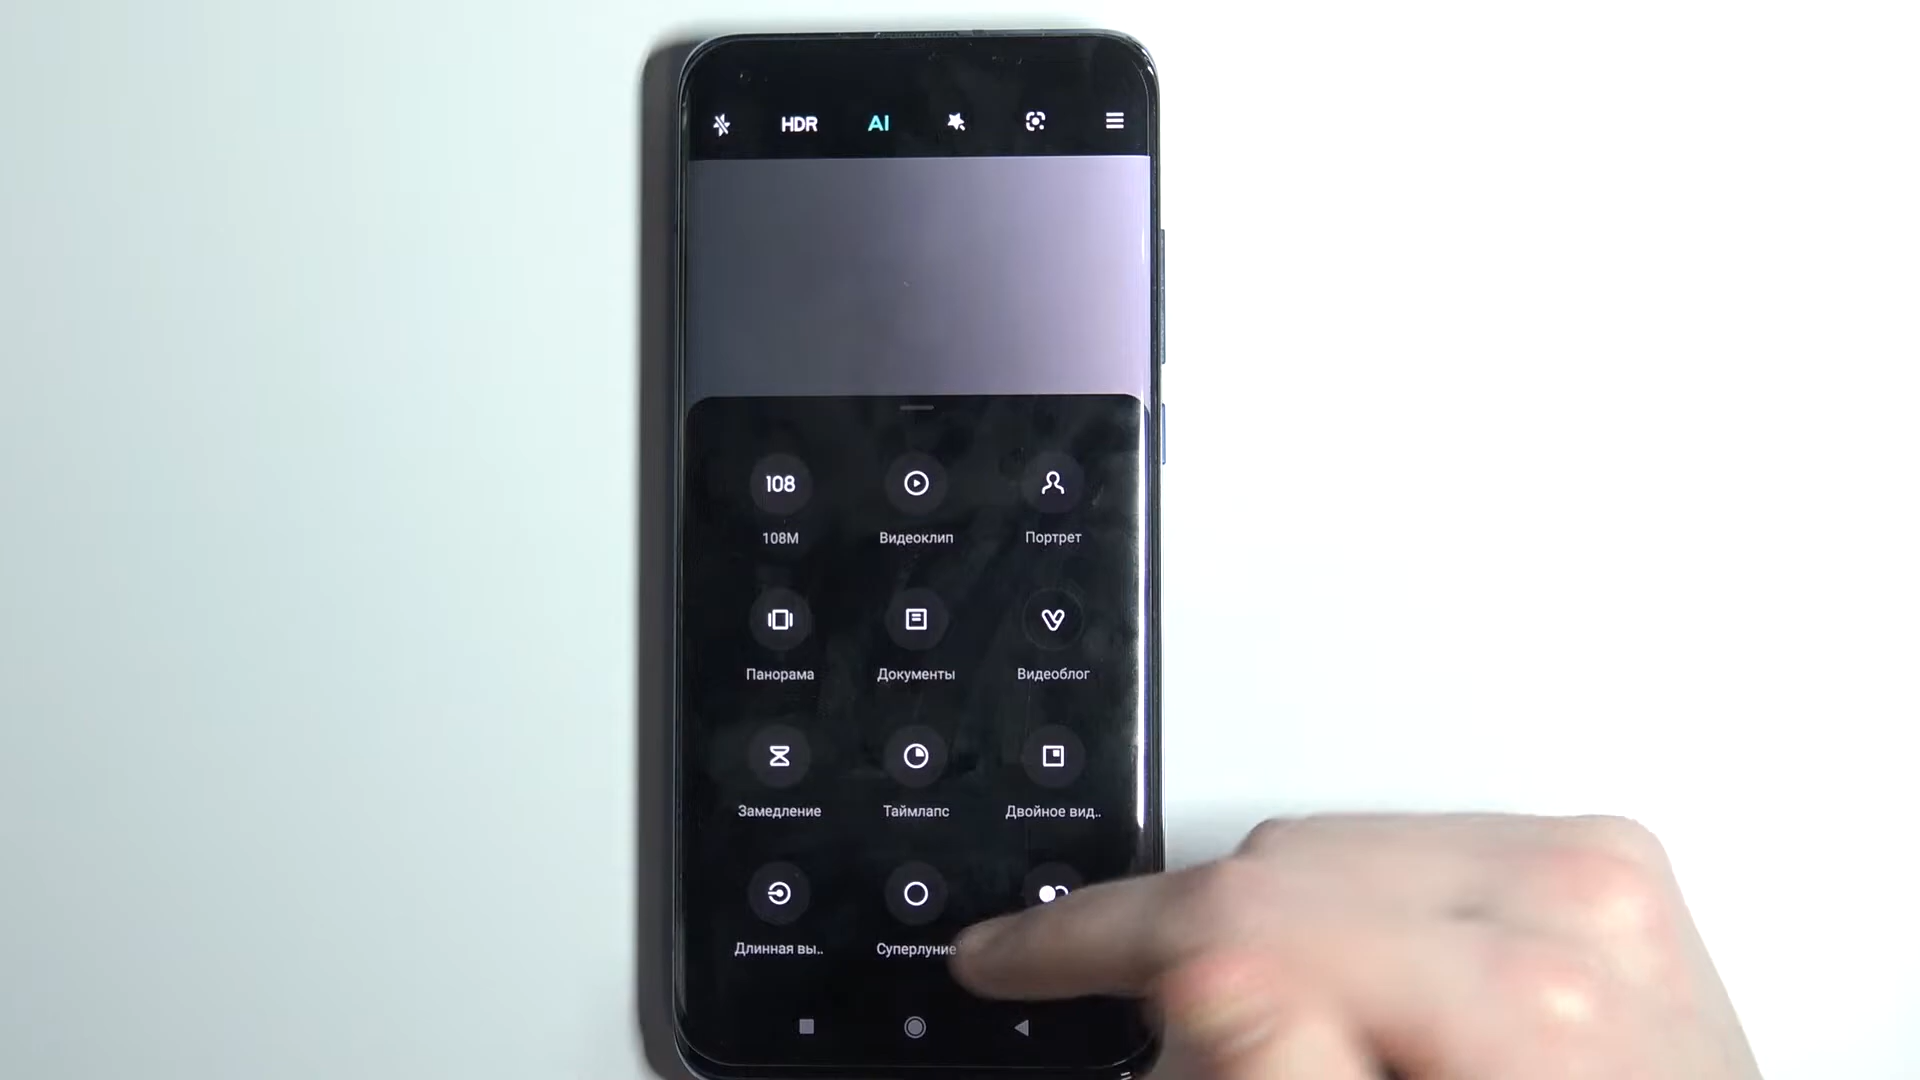 HDR AI
108
108M Видеоклип Портрет
Панорама Документы Видеоблог
Замедление Таймлапс Двойное вид..
Длинная вы.. Суперлуние